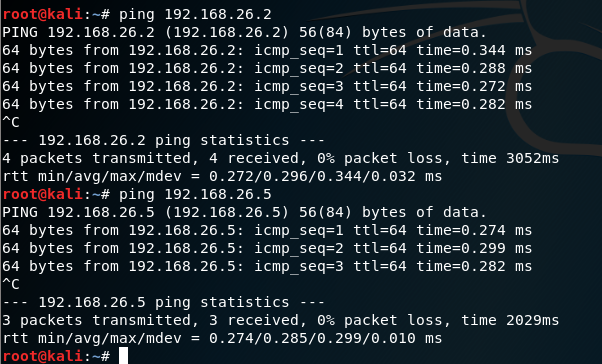 root@kali:~# ping 192.168.26.2
PING 192.168.26.2 (192.168.26.2) 56(84) bytes of data.
64 bytes from 192.168.26.2: icmp_seq=1 ttl=64 time=0.344 ms
64 bytes from 192.168.26.2: icmp_seq=2 ttl=64 time=0.288 ms
64 bytes from 192.168.26.2: icmp_seq=3 ttl=64 time=0.272 ms
64 bytes from 192.168.26.2: icmp_seq=4 ttl=64 time=0.282 ms
^C
--- 192.168.26.2 ping statistics ---
4 packets transmitted, 4 received, 0% packet loss, time 3052ms
rtt min/avg/max/mdev = 0.272/0.296/0.344/0.032 ms
root@kali:~# ping 192.168.26.5
PING 192.168.26.5 (192.168.26.5) 56(84) bytes of data.
64 bytes from 192.168.26.5: icmp_seq=1 ttl=64 time=0.274 ms
64 bytes from 192.168.26.5: icmp_seq=2 ttl=64 time=0.299 ms
64 bytes from 192.168.26.5: icmp_seq=3 ttl=64 time=0.282 ms
^C
--- 192.168.26.5 ping statistics ---
3 packets transmitted, 3 received, 0% packet loss, time 2029ms
rtt min/avg/max/mdev = 0.274/0.285/0.299/0.010 ms
root@kali:~#